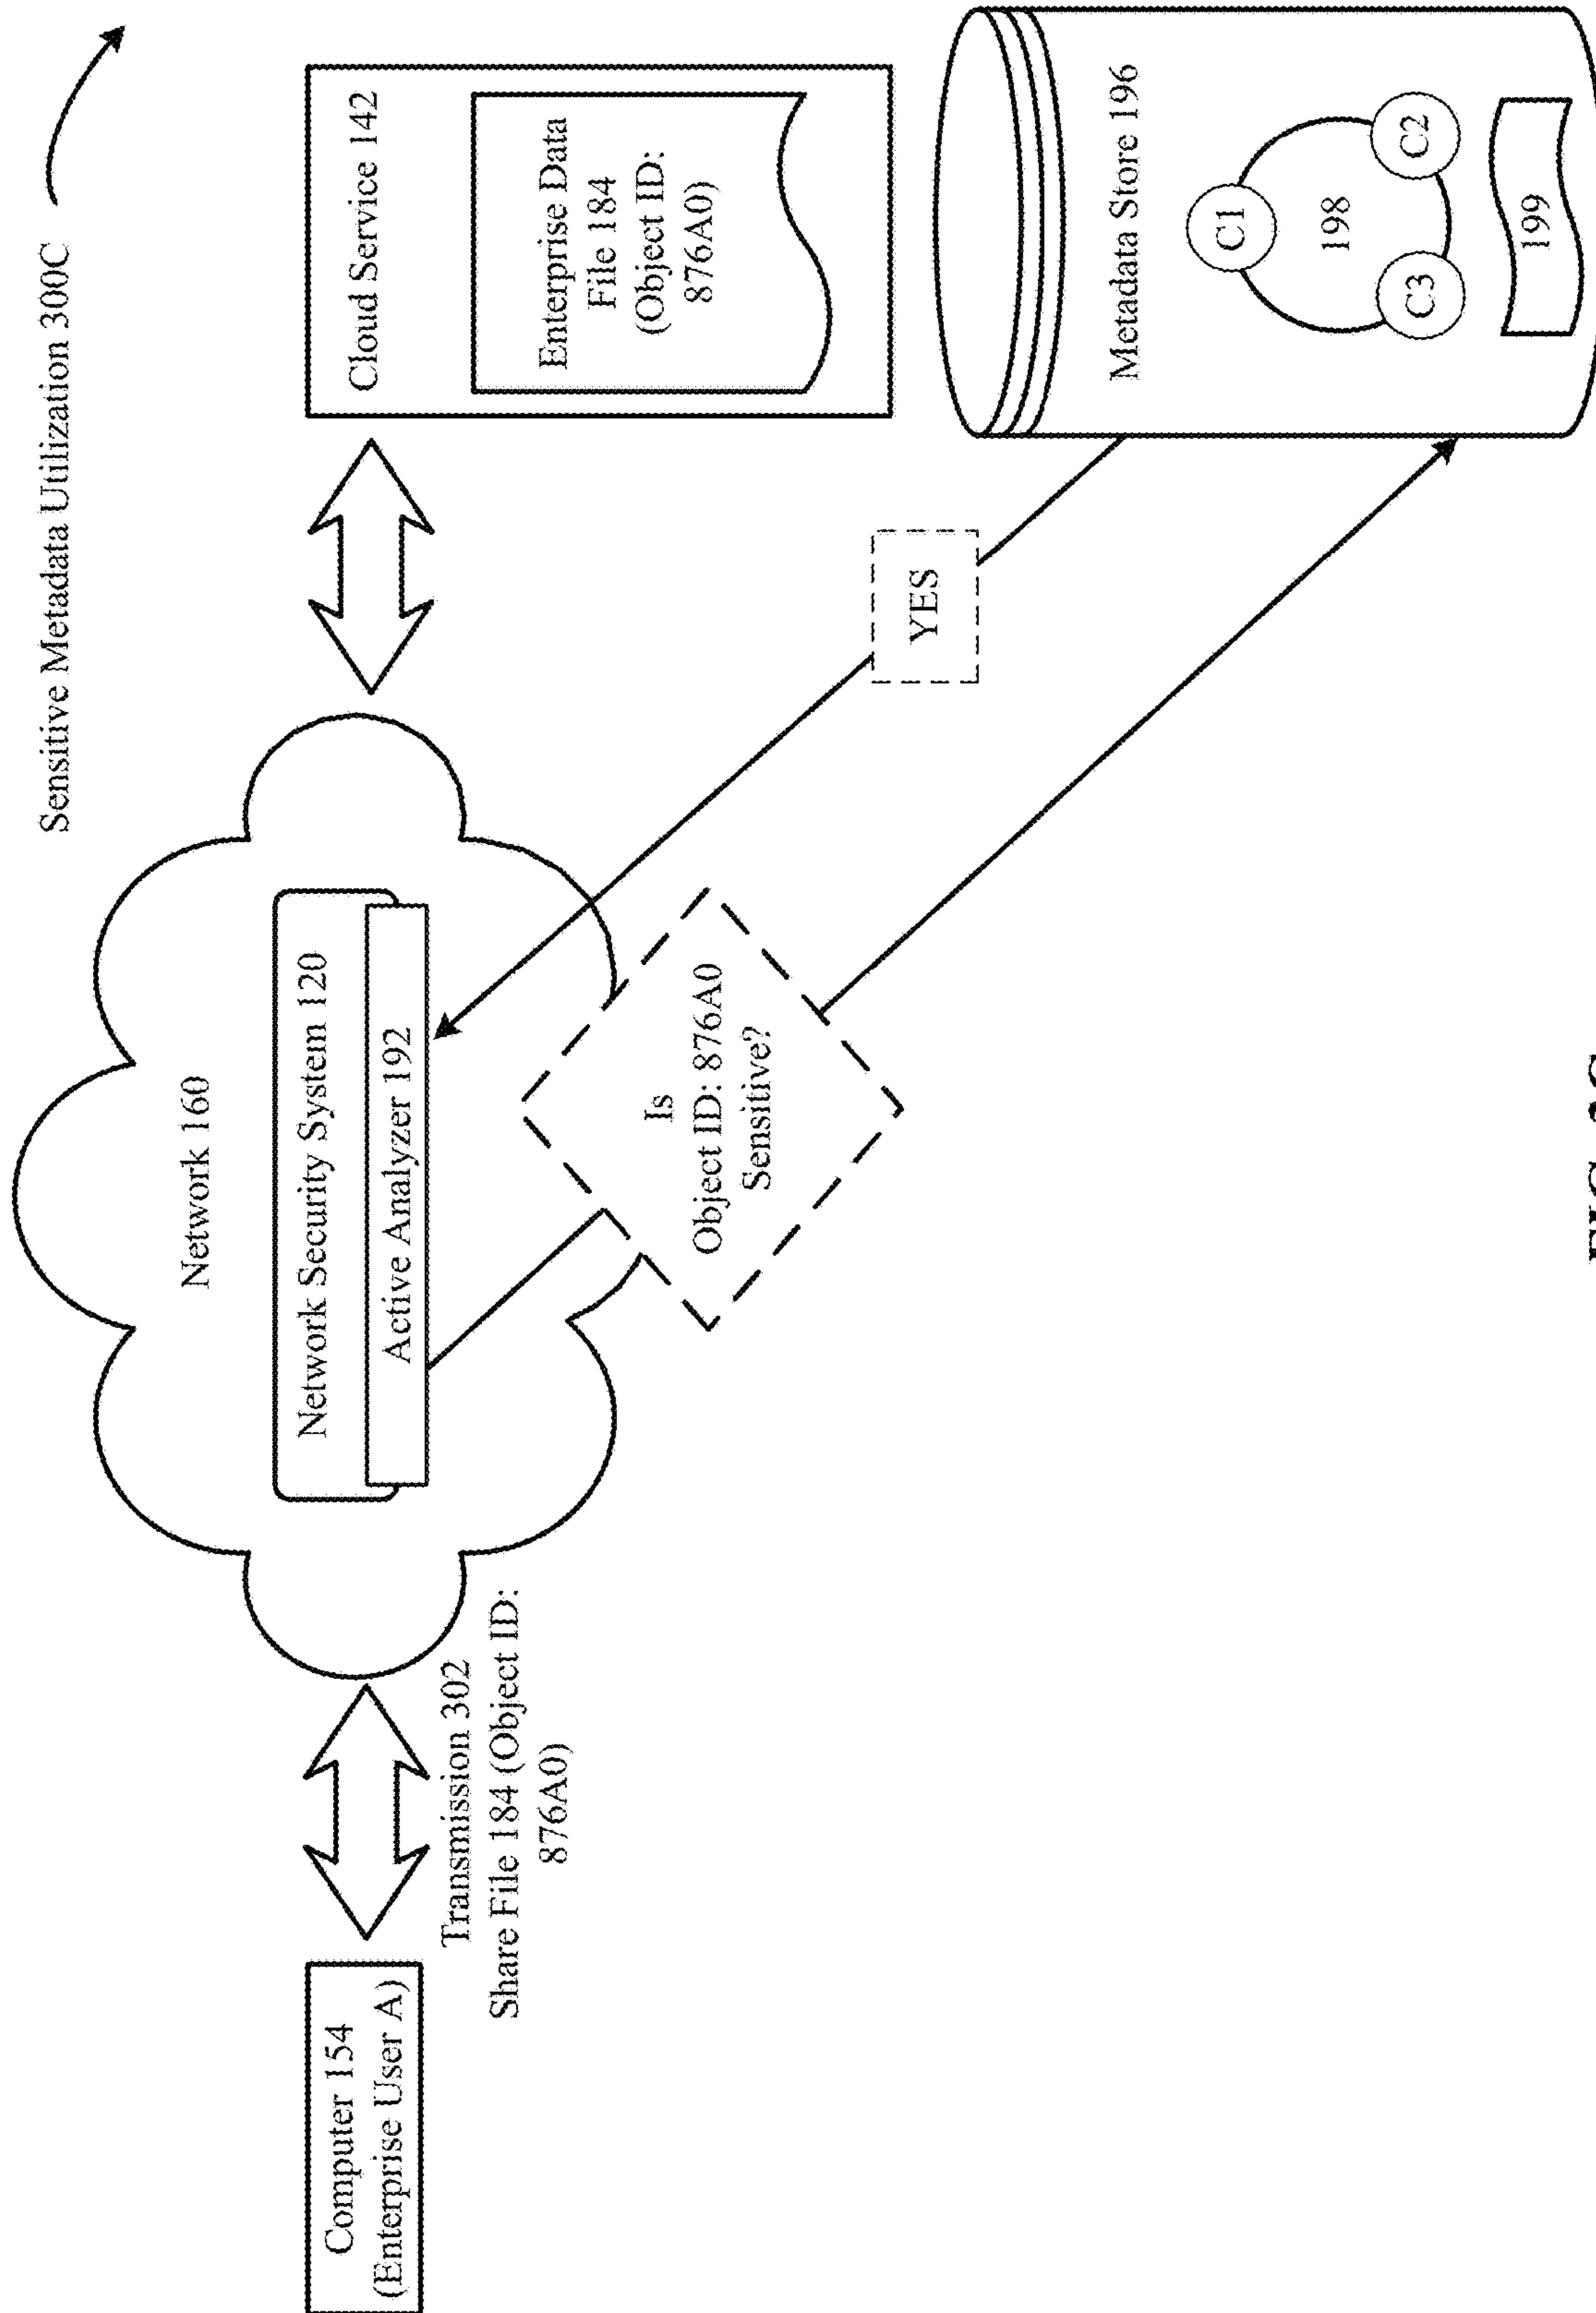 Sensitive Metadata Utilization 300C
Network 160
Network Security System 120
Active Analyzer 192
Computer 154
(Enterprise User A)
Transmission 302
Share File 184 (Object ID:
876A0)
Cloud Service 142
Enterprise Data
File 184
(Object ID:
876A0)
Is
Object ID: 876A0
Sensitive?
YES
Metadata Store 196
C1
198
C3
C2
199